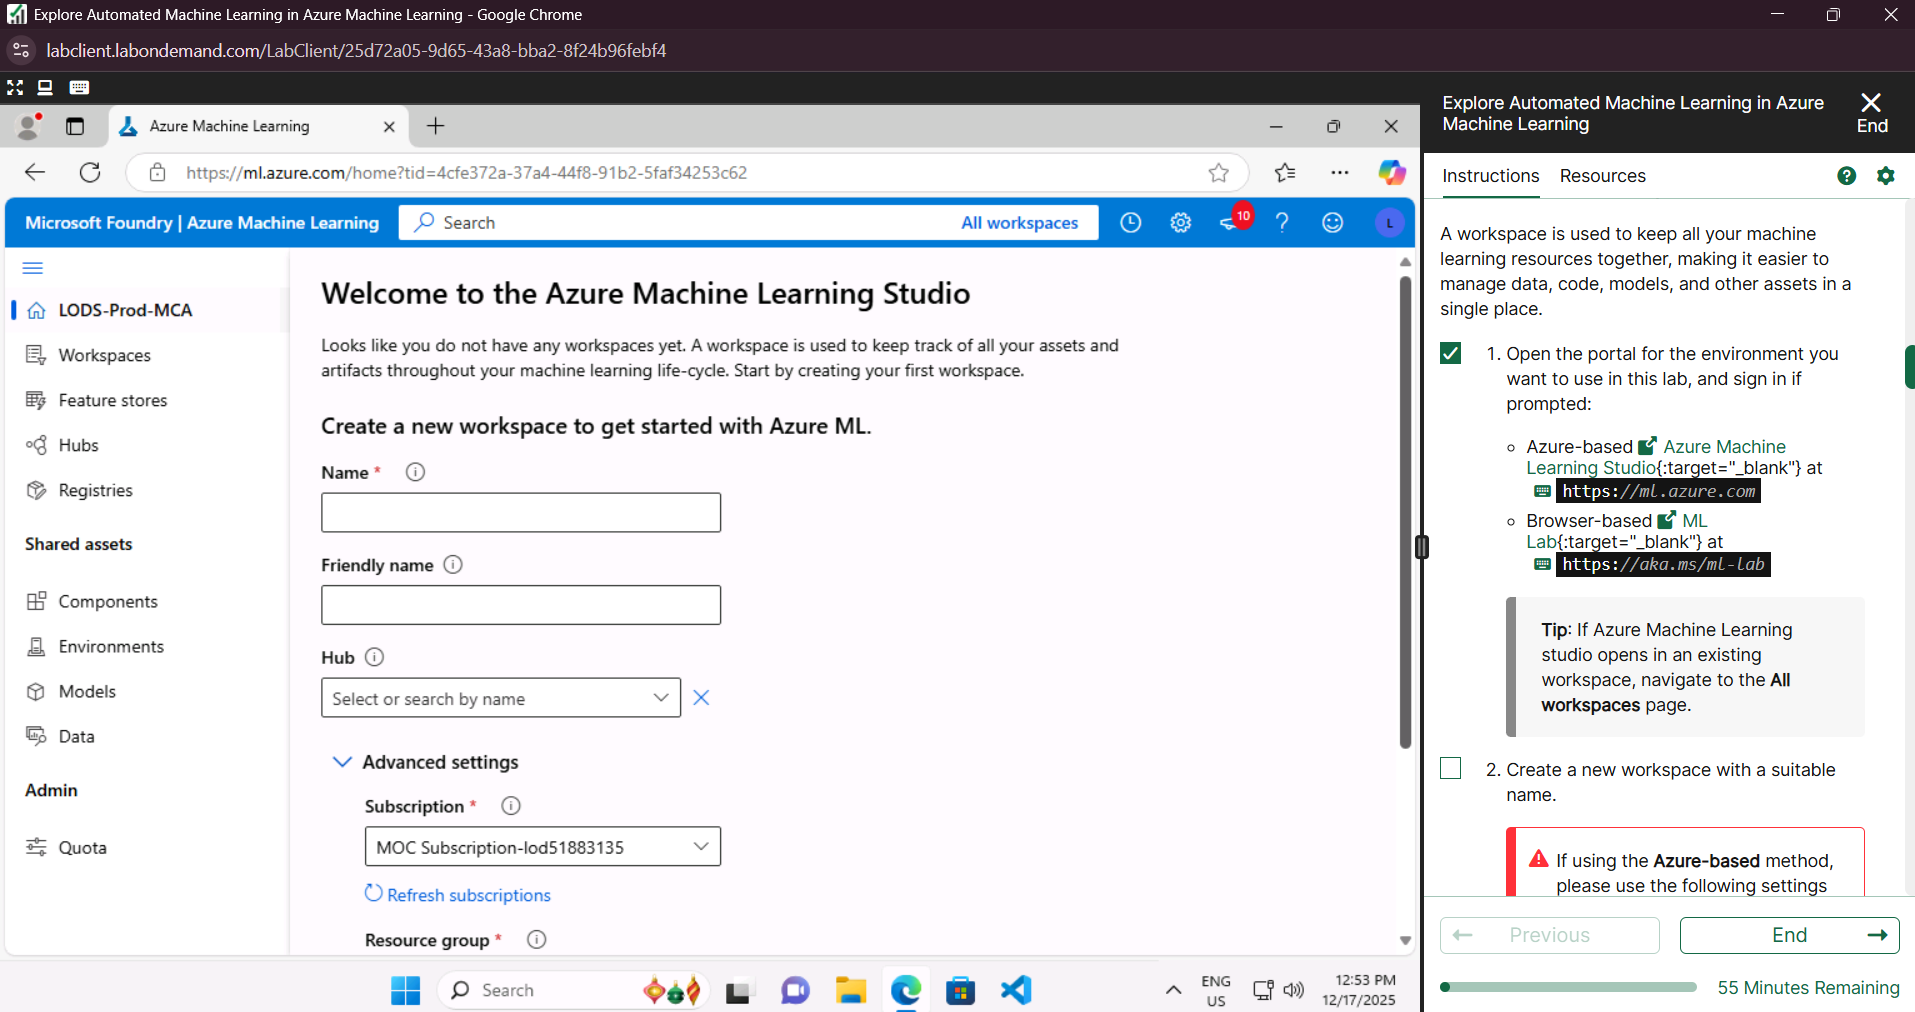 Explore Automated Machine Learning in Azure Machine Learning - Google Chrome
labclient.labondemand.com/LabClient/25d72a05-9d65-43a8-bba2-8f24b96febf4
Azure Machine Learning
https://ml.azure.com/home?tid=4cfe372a-37a4-44f8-91b2-5faf34253c62
Microsoft Foundry | Azure Machine Learning
Search
All workspaces
10
?
L
LODS-Prod-MCA
Workspaces
Feature stores
Hubs
Registries
Shared assets
Components
Environments
Models
Data
Admin
Quota
Welcome to the Azure Machine Learning Studio
Looks like you do not have any workspaces yet. A workspace is used to keep track of all your assets and
artifacts throughout your machine learning life-cycle. Start by creating your first workspace.
Create a new workspace to get started with Azure ML.
Name *
Friendly name
Hub
Select or search by name
Advanced settings
Subscription *
MOC Subscription-lod51883135
Refresh subscriptions
Resource group *
Search
ENG
US
12:53 PM
12/17/2025
Explore Automated Machine Learning in Azure
Machine Learning
End
Instructions
Resources
A workspace is used to keep all your machine
learning resources together, making it easier to
manage data, code, models, and other assets in a
single place.
1. Open the portal for the environment you
want to use in this lab, and sign in if
prompted:
Azure-based Azure Machine
Learning Studio{:target="_blank"} at
https://ml.azure.com
Browser-based ML
Lab{:target="_blank"} at
https://aka.ms/ml-lab
Tip: If Azure Machine Learning
studio opens in an existing
workspace, navigate to the All
workspaces page.
2. Create a new workspace with a suitable
name.
If using the Azure-based method,
please use the following settings
Previous
End
55 Minutes Remaining